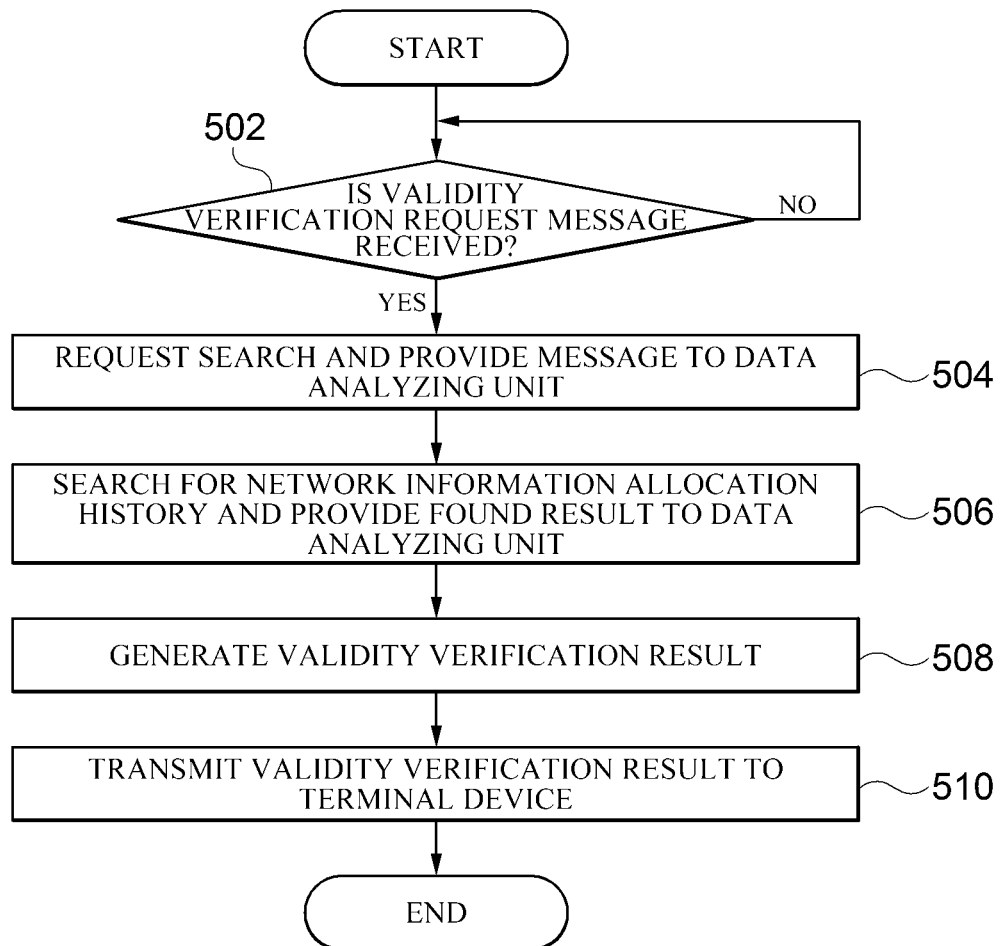 START
502
IS VALIDITY
VERIFICATION REQUEST MESSAGE
RECEIVED?
NO
YES
REQUEST SEARCH AND PROVIDE MESSAGE TO DATA
ANALYZING UNIT
504
SEARCH FOR NETWORK INFORMATION ALLOCATION
HISTORY AND PROVIDE FOUND RESULT TO DATA
ANALYZING UNIT
506
GENERATE VALIDITY VERIFICATION RESULT
508
TRANSMIT VALIDITY VERIFICATION RESULT TO
TERMINAL DEVICE
510
END